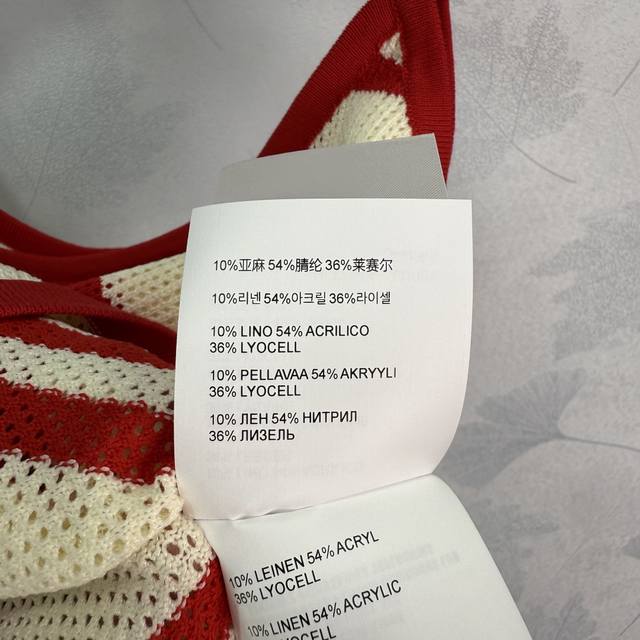 10%亚麻 54%腈纶 36%莱赛尔
10%리넨 54%아크릴 36%라이셀
10% LINO 54% ACRILICO
36% LYOCELL
10% PELLAVAA 54% AKRYYLI
36% LYOCELL
10% ЛЕН 54% НИТРИЛ
36% ЛИЗЕЛЬ
10% LEINEN 54% ACRYL
36% LYOCELL
10% LINEN 54% ACRYLIC
LYOCELL